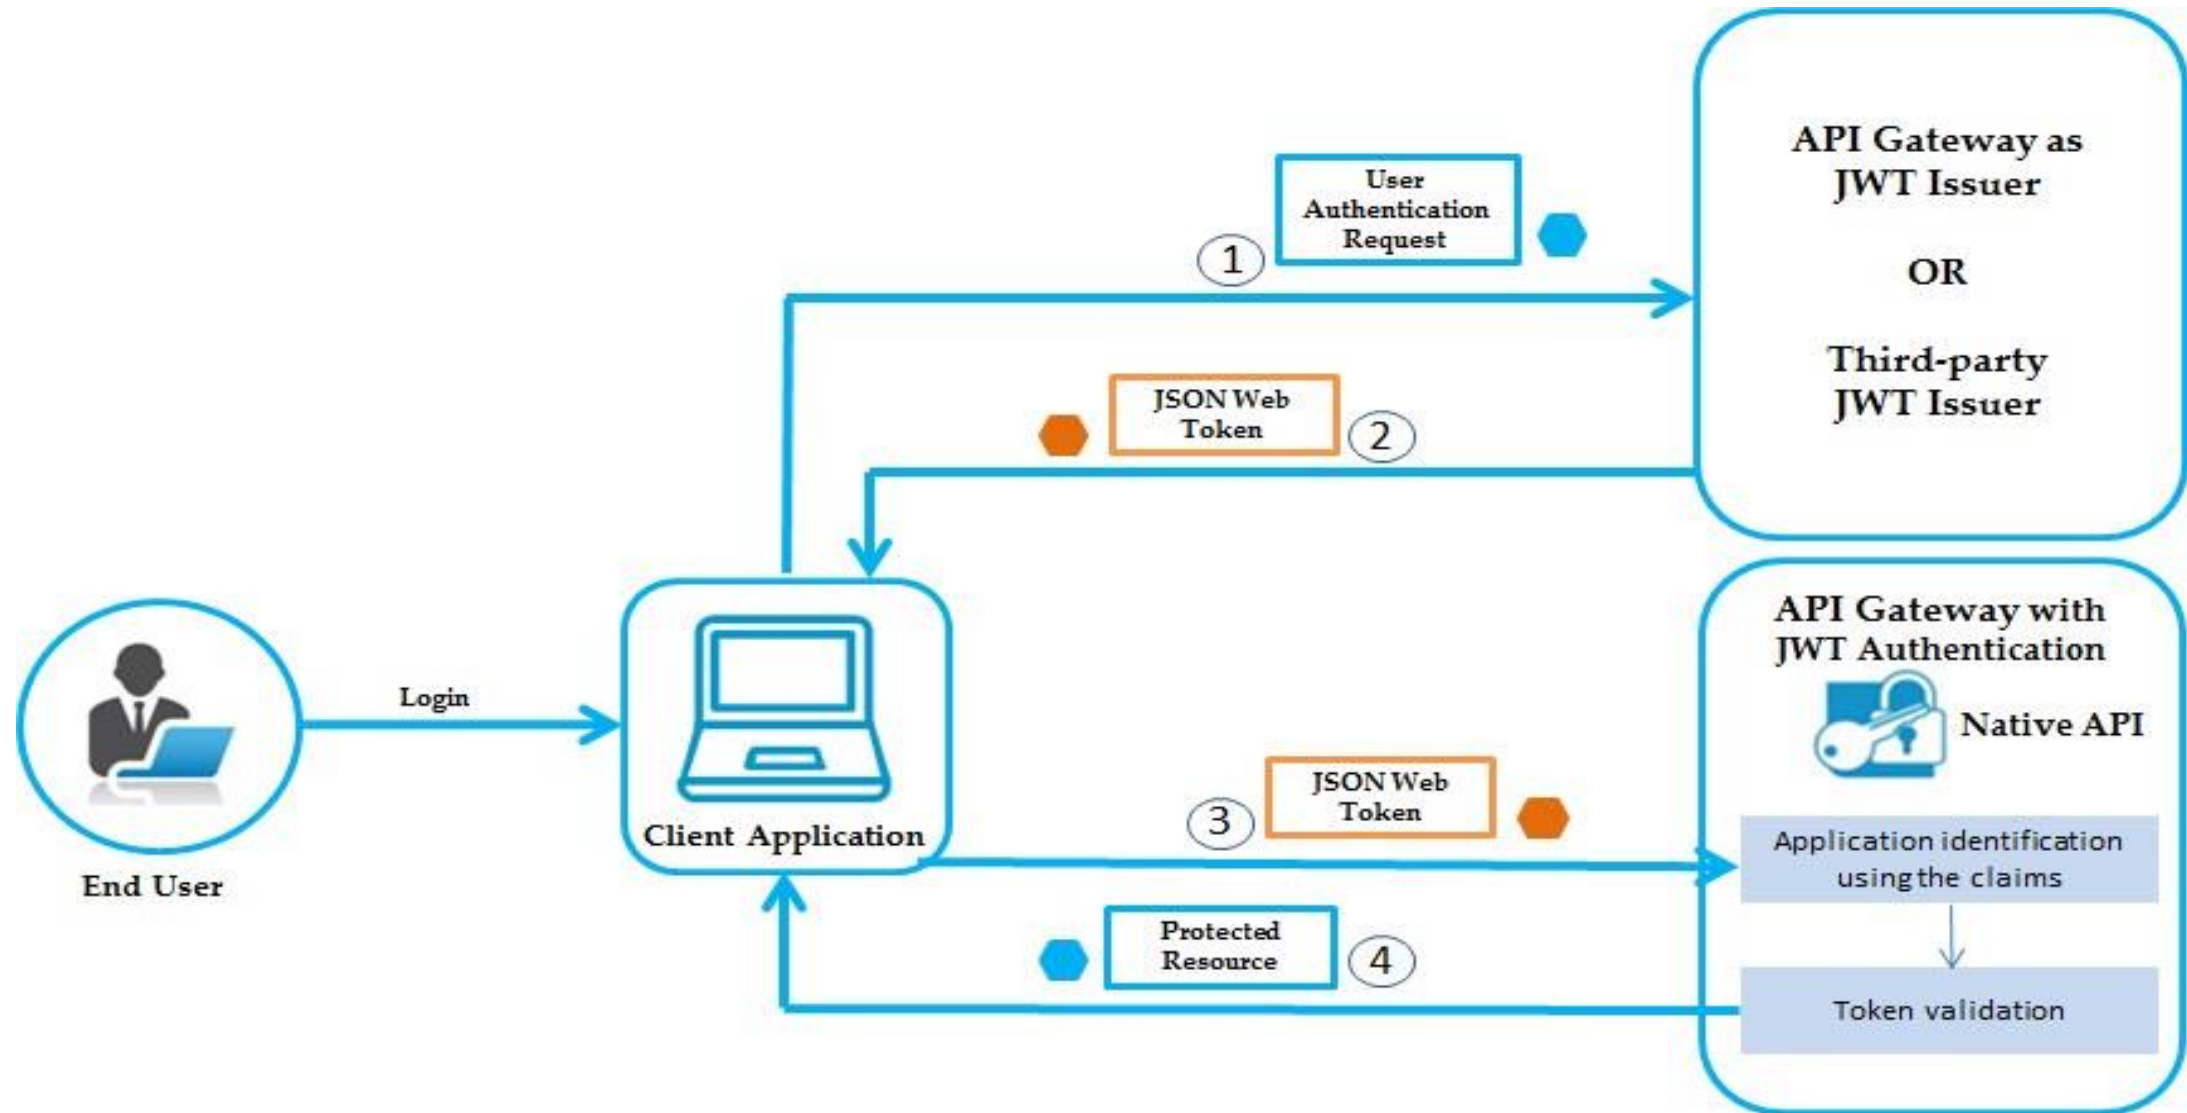 API Gateway as
JWT Issuer
OR
Third-party
JWT Issuer
User
Authentication
Request
1
JSON Web
Token
2
End User
Login
Client Application
API Gateway with
JWT Authentication
Native API
JSON Web
Token
3
Application identification
using the claims
Protected
Resource
4
Token validation